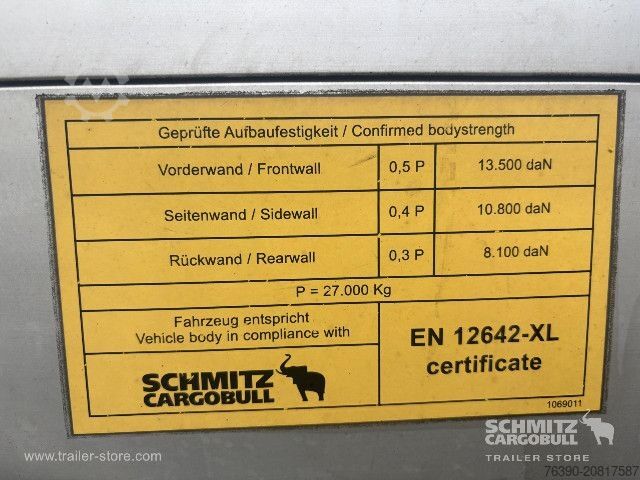 Geprüfte Aufbaufestigkeit / Confirmed bodystrength
Vorderwand / Frontwall 0,5 P 13.500 daN
Seitenwand / Sidewall 0,4 P 10.800 daN
Rückwand / Rearwall 0,3 P 8.100 daN
P = 27.000 Kg
Fahrzeug entspricht
Vehicle body in compliance with
SCHMITZ
CARGOBULL
EN 12642-XL
certificate
1069011
www.trailer-store.com
SCHMITZ
CARGOBULL
TRAILER STORE
76390-20817587